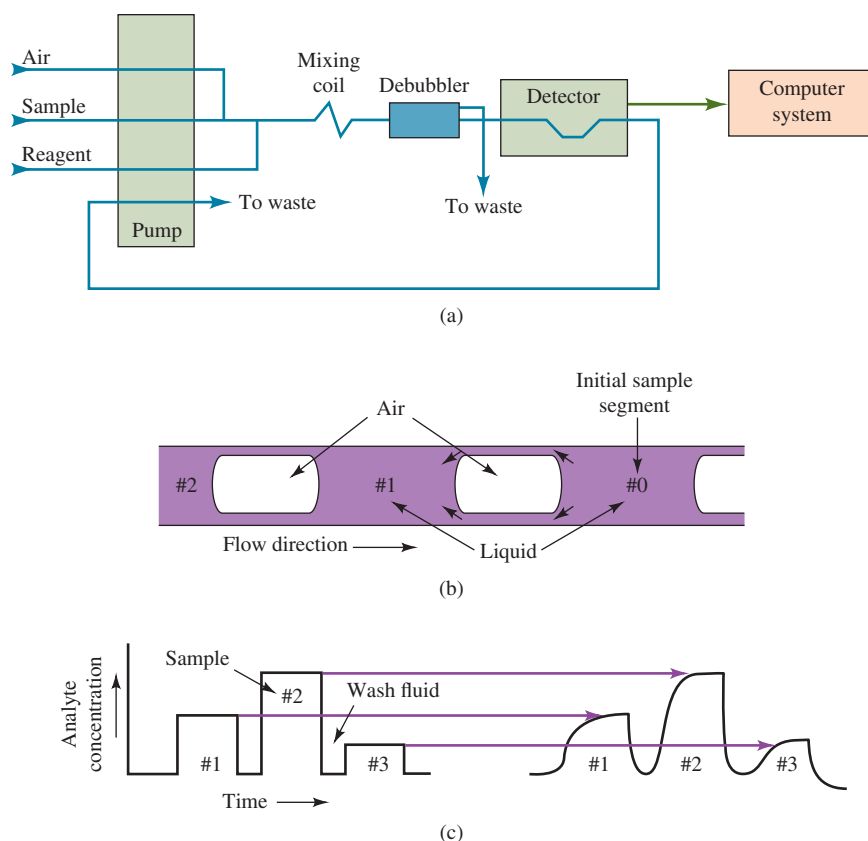 Air
Sample
Reagent
Pump
To waste
Mixing
coil
Debubbler
To waste
Detector
Computer
system
(a)
Air
Initial sample
segment
#2
#1
#0
Flow direction
Liquid
(b)
Analyte
concentration
Sample
#2
Wash fluid
#1
#3
Time
#1
#2
#3
(c)